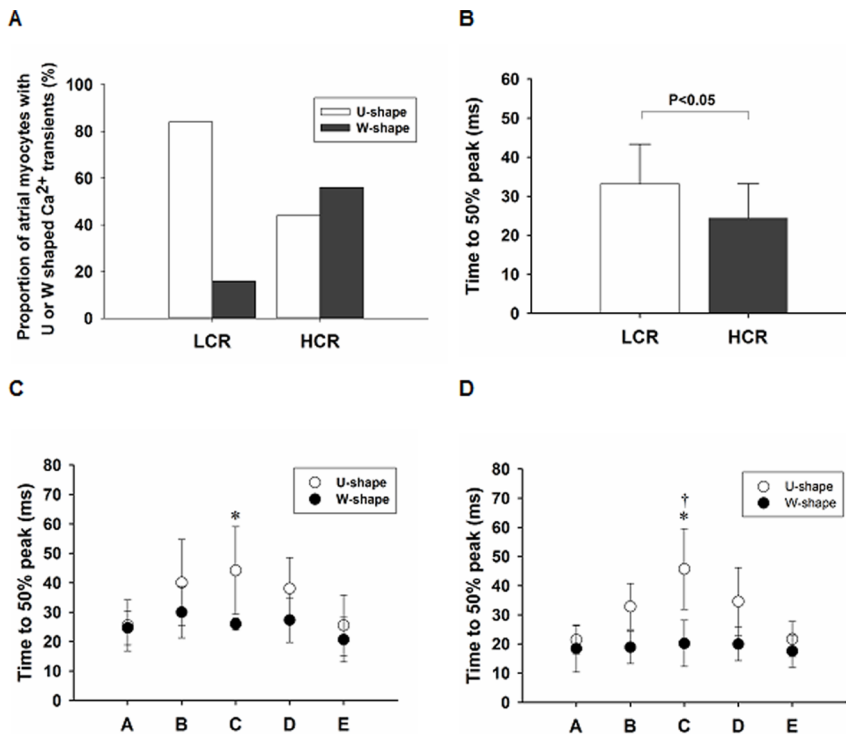 A
Proportion of atrial myocytes with
U or W shaped Ca2+ transients (%)
100
80
60
40
20
0
U-shape
W-shape
LCR HCR
B
Time to 50% peak (ms)
60
50
40
30
20
10
0
P<0.05
LCR HCR
C
Time to 50% peak (ms)
80
70
60
50
40
30
20
10
0
U-shape
W-shape
*
A B C D E
D
Time to 50% peak (ms)
80
70
60
50
40
30
20
10
0
U-shape
W-shape
†
*
A B C D E